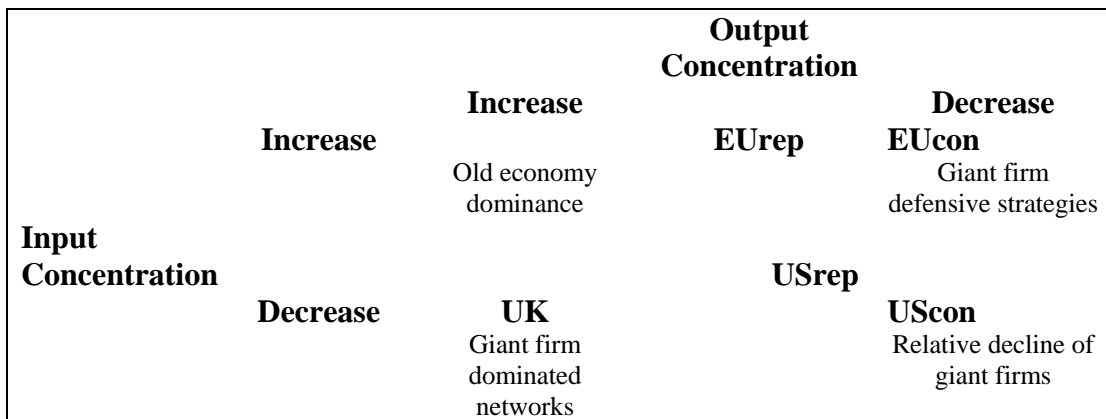 Output
Concentration
Increase Decrease
Increase EUrep EUcon
Old economy Giant firm
dominance defensive strategies
Input
Concentration USrep
Decrease UK UScon
Giant firm Relative decline of
dominated giant firms
networks